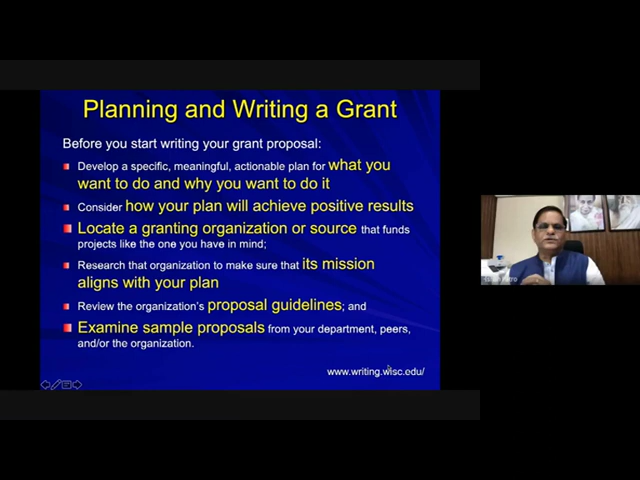 Planning and Writing a Grant
Before you start writing your grant proposal:
Develop a specific, meaningful, actionable plan for what you
want to do and why you want to do it
Consider how your plan will achieve positive results
Locate a granting organization or source that funds
projects like the one you have in mind;
Research that organization to make sure that its mission
aligns with your plan
Review the organization's proposal guidelines; and
Examine sample proposals from your department, peers,
and/or the organization.
www.writing.wisc.edu/